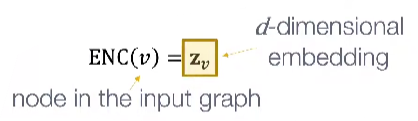 d-dimensional
embedding
ENC(v) = z_v
node in the input graph